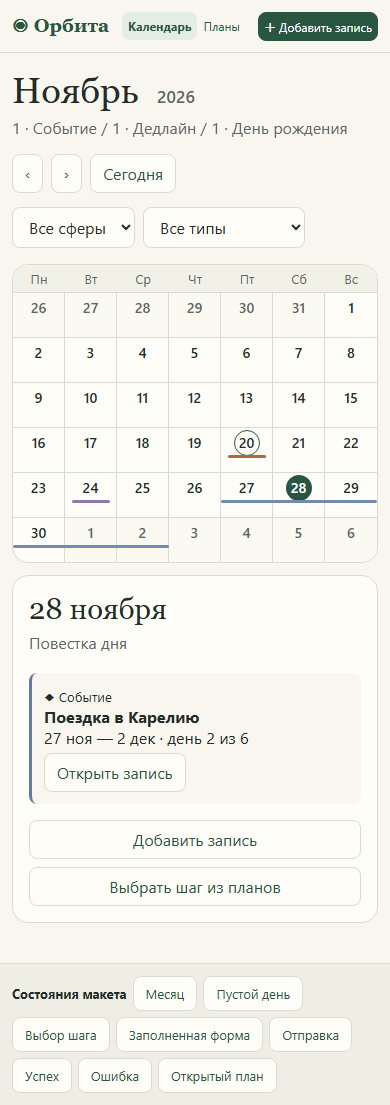 Орбита Календарь Планы + Добавить запись
Ноябрь 2026
1 · Событие / 1 · Дедлайн / 1 · День рождения
‹ › Сегодня
Все сферы Все типы
Пн Вт Ср Чт Пт Сб Вс
26 27 28 29 30 31 1
2 3 4 5 6 7 8
9 10 11 12 13 14 15
16 17 18 19 20 21 22
23 24 25 26 27 28 29
30 1 2 3 4 5 6
28 ноября
Повестка дня
◆ Событие
Поездка в Карелию
27 ноя — 2 дек · день 2 из 6
Открыть запись
Добавить запись
Выбрать шаг из планов
Состояния макета Месяц Пустой день
Выбор шага Заполненная форма Отправка
Успех Ошибка Открытый план